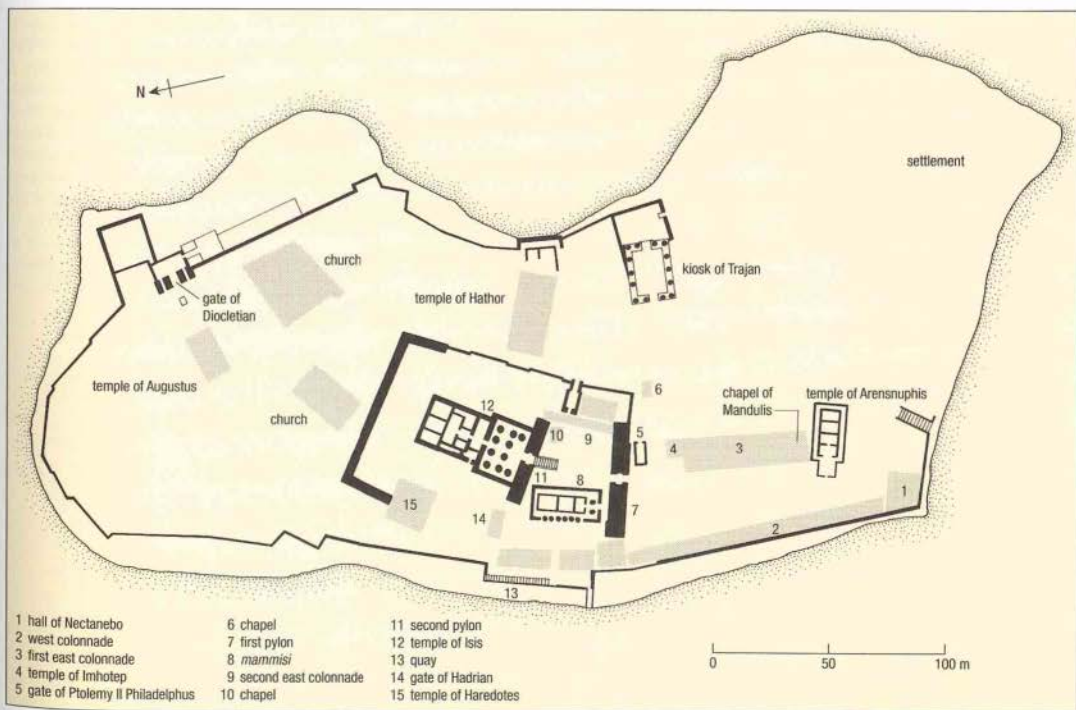 N
settlement
church
kiosk of Trajan
temple of Hathor
gate of
Diocletian
temple of Augustus
church
chapel of
Mandulis
temple of Arensnuphis
12
6
10
9
5
4
3
11
8
15
14
7
1
2
13
1 hall of Nectanebo
2 west colonnade
3 first east colonnade
4 temple of Imhotep
5 gate of Ptolemy II Philadelphus
6 chapel
7 first pylon
8 mammisi
9 second east colonnade
10 chapel
11 second pylon
12 temple of Isis
13 quay
14 gate of Hadrian
15 temple of Haredotes
0 50 100 m